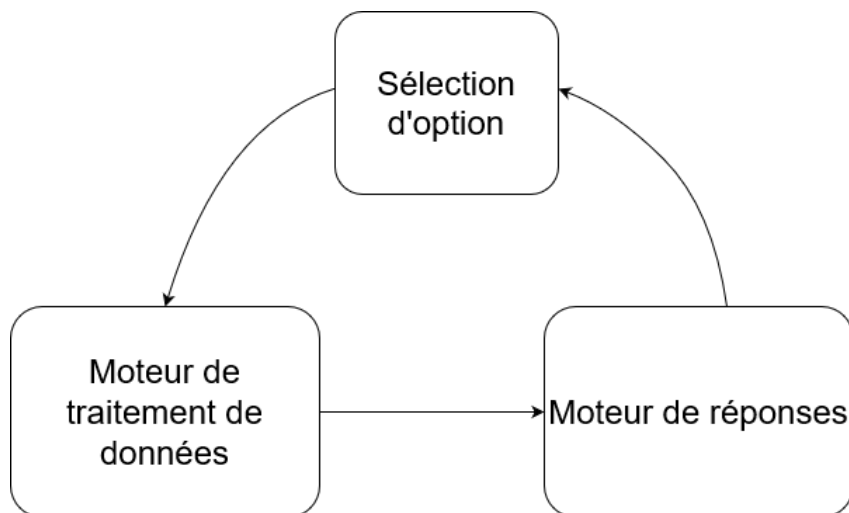 Sélection
d'option
Moteur de
traitement de
données
Moteur de réponses